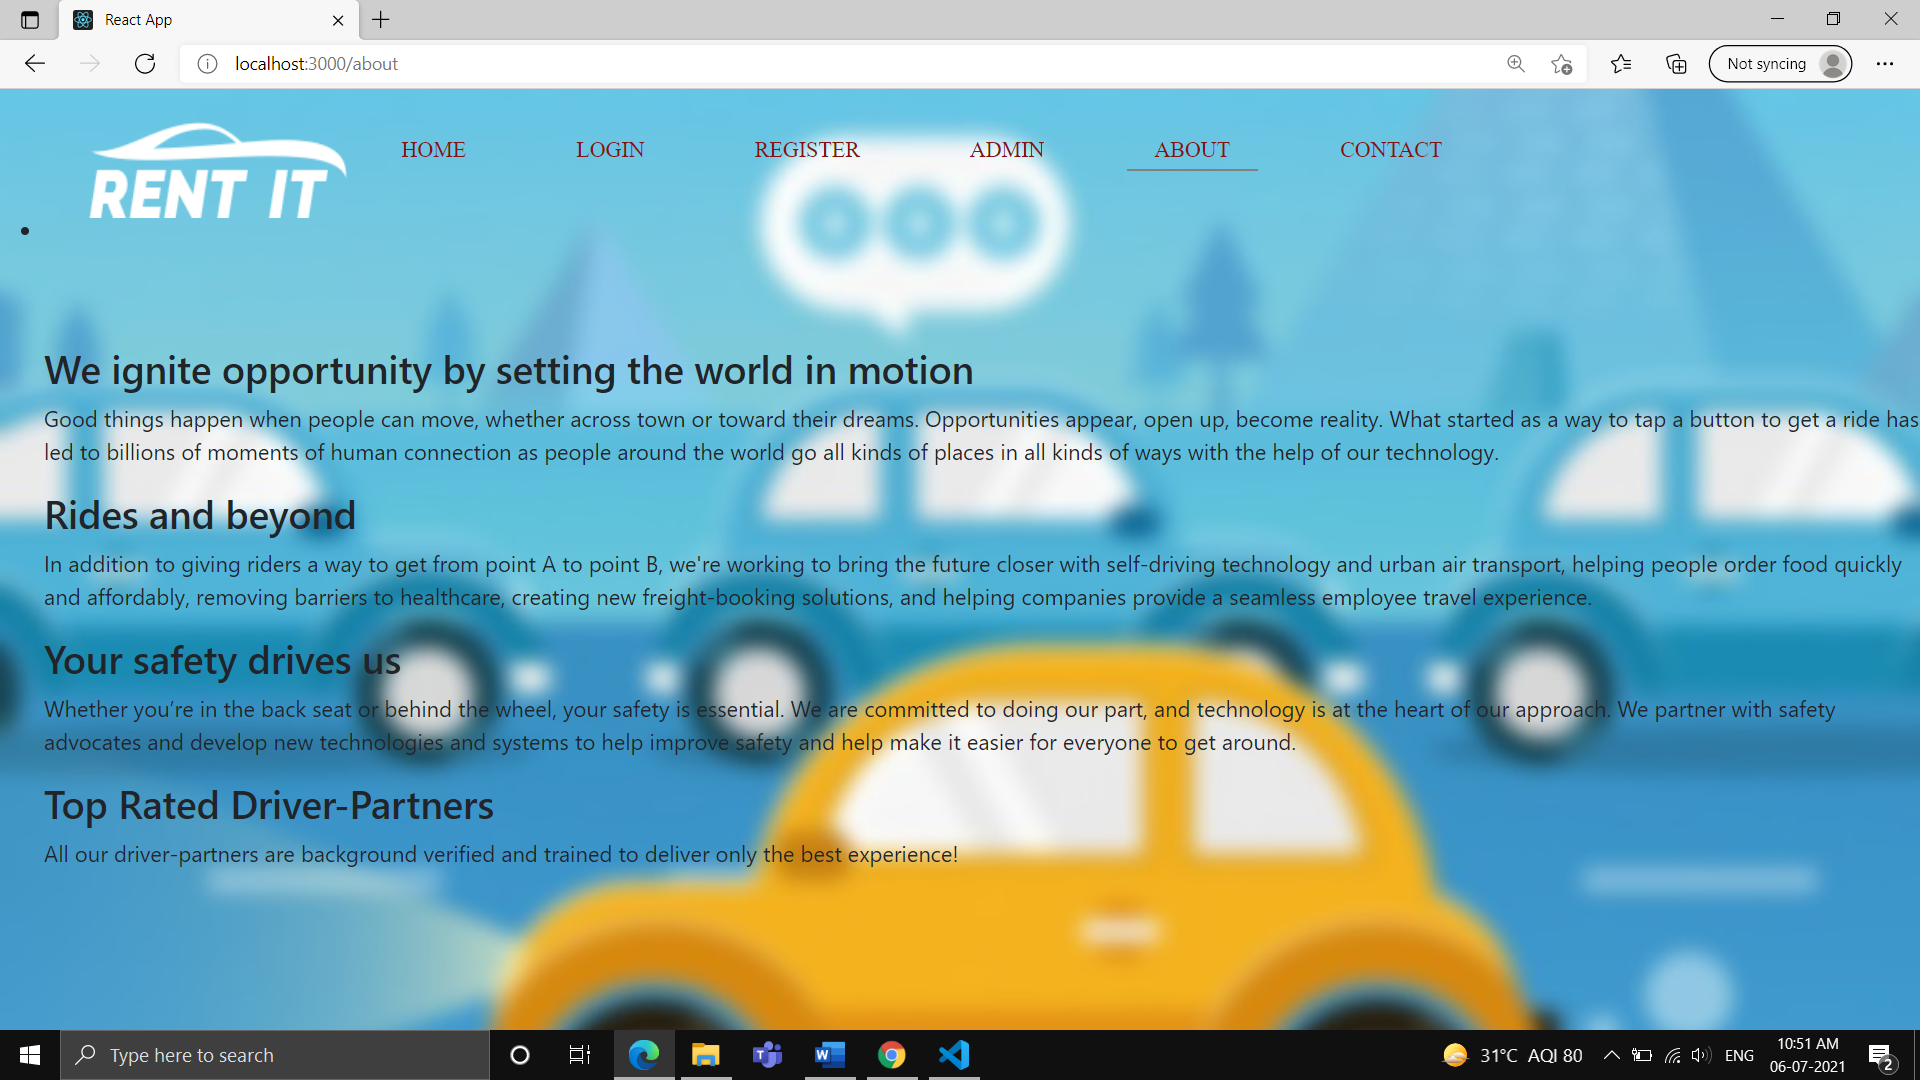 React App
localhost:3000/about
Not syncing
RENT IT
HOME LOGIN REGISTER ADMIN ABOUT CONTACT
We ignite opportunity by setting the world in motion
Good things happen when people can move, whether across town or toward their dreams. Opportunities appear, open up, become reality. What started as a way to tap a button to get a ride has
led to billions of moments of human connection as people around the world go all kinds of places in all kinds of ways with the help of our technology.
Rides and beyond
In addition to giving riders a way to get from point A to point B, we're working to bring the future closer with self-driving technology and urban air transport, helping people order food quickly
and affordably, removing barriers to healthcare, creating new freight-booking solutions, and helping companies provide a seamless employee travel experience.
Your safety drives us
Whether you’re in the back seat or behind the wheel, your safety is essential. We are committed to doing our part, and technology is at the heart of our approach. We partner with safety
advocates and develop new technologies and systems to help improve safety and help make it easier for everyone to get around.
Top Rated Driver-Partners
All our driver-partners are background verified and trained to deliver only the best experience!
Type here to search
31°C AQI 80
ENG
10:51 AM
06-07-2021
2